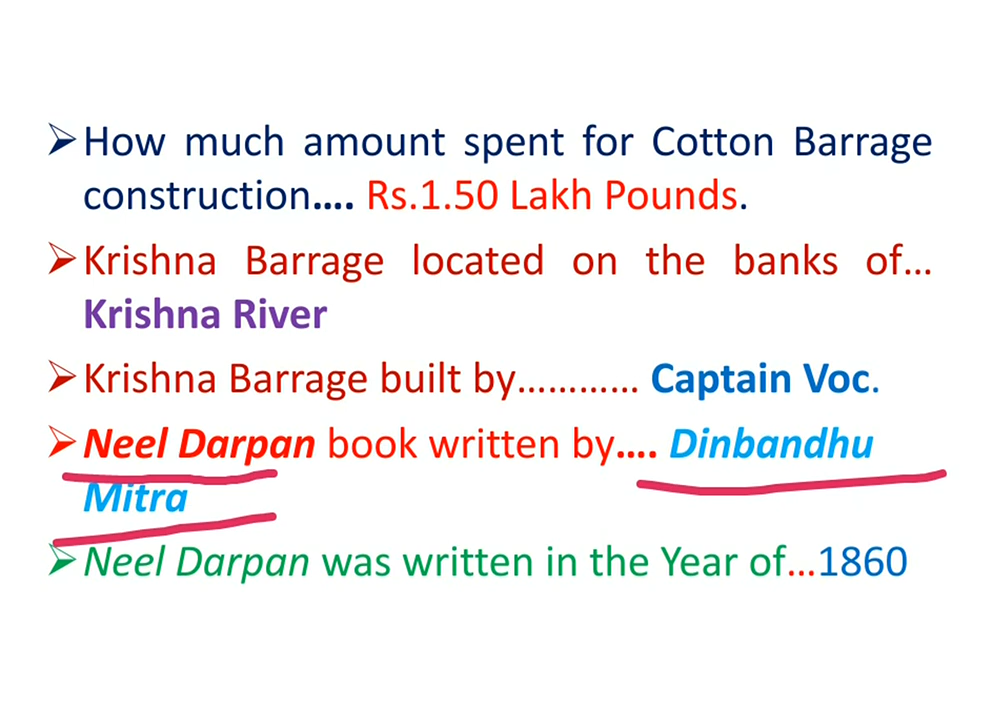 ➢How much amount spent for Cotton Barrage
construction.... Rs.1.50 Lakh Pounds.
➢Krishna Barrage located on the banks of...
Krishna River
➢Krishna Barrage built by............ Captain Voc.
➢Neel Darpan book written by.... Dinbandhu
Mitra
➢Neel Darpan was written in the Year of...1860